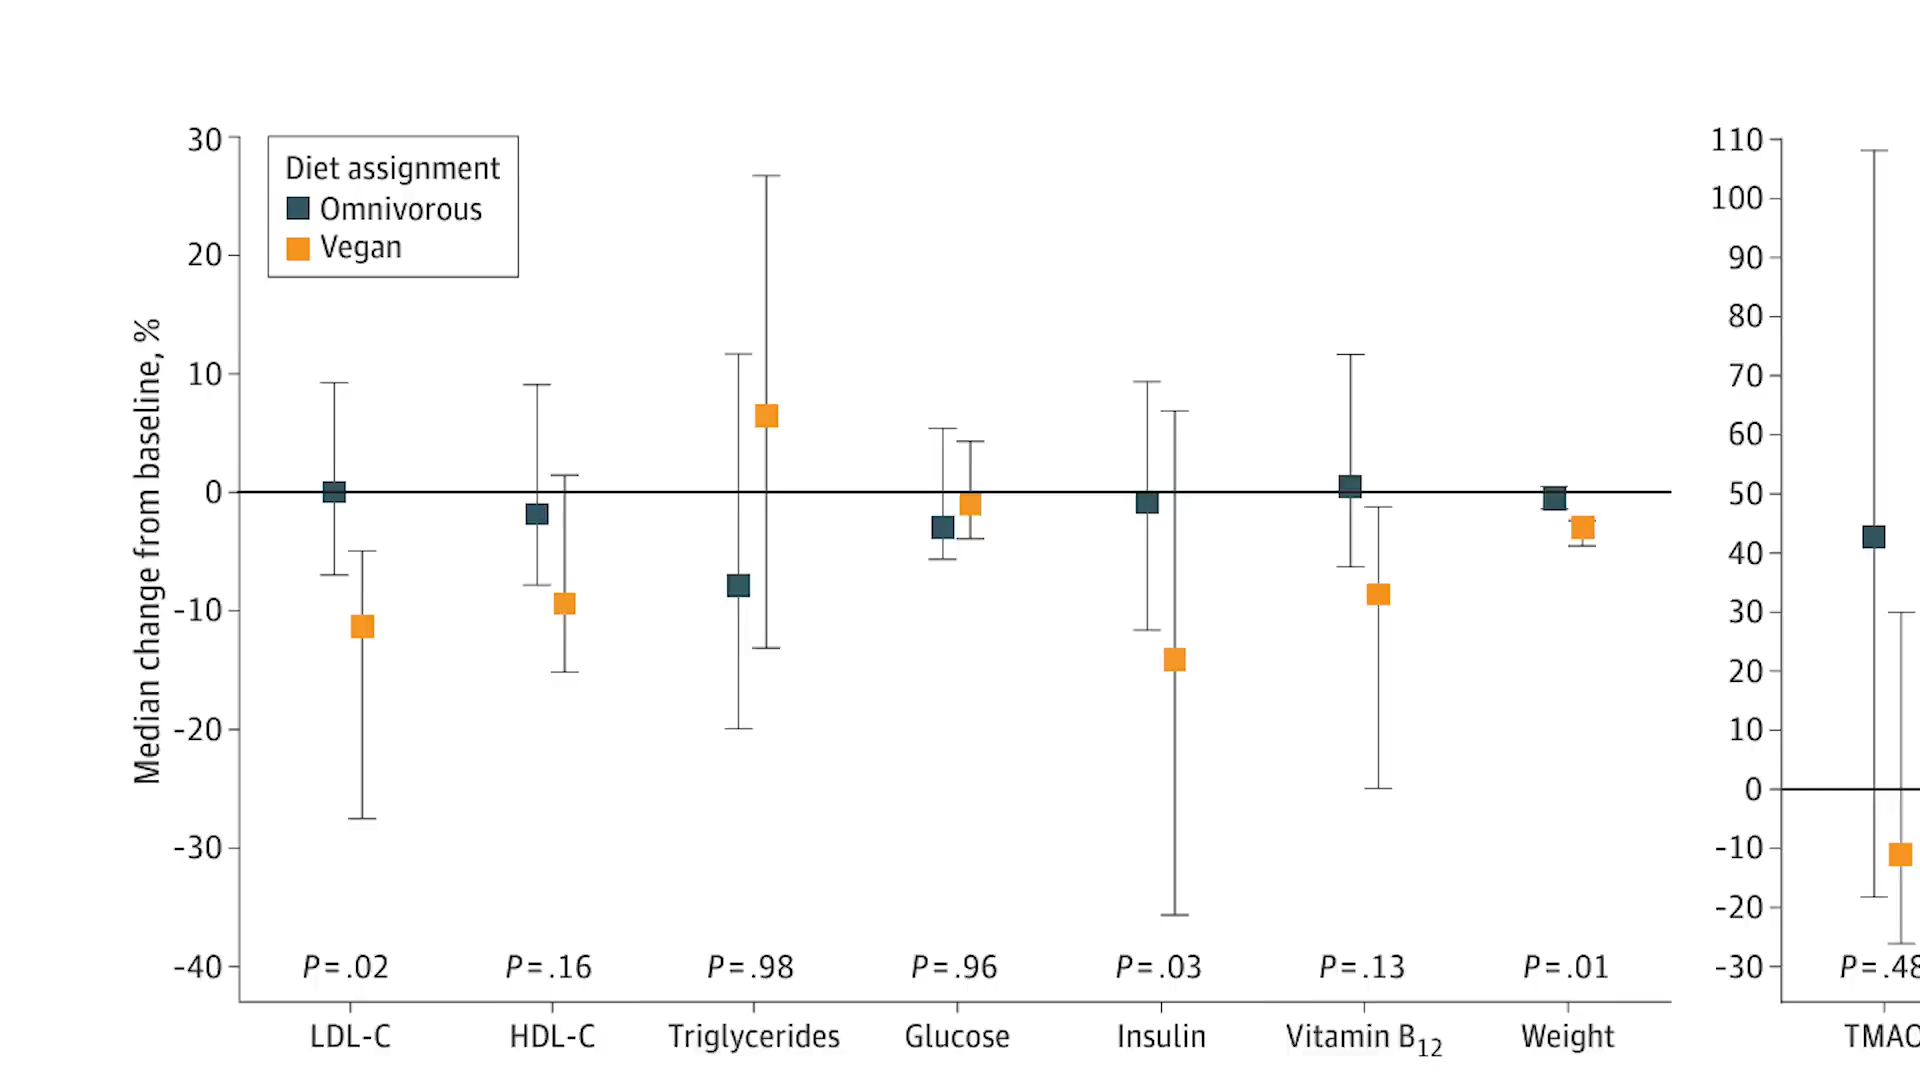 Median change from baseline, %
30
20
10
0
-10
-20
-30
-40
Diet assignment
Omnivorous
Vegan
P=.02 P=.16 P=.98 P=.96 P=.03 P=.13 P=.01
LDL-C HDL-C Triglycerides Glucose Insulin Vitamin B12 Weight
110
100
90
80
70
60
50
40
30
20
10
0
-10
-20
-30
P=.48
TMAO